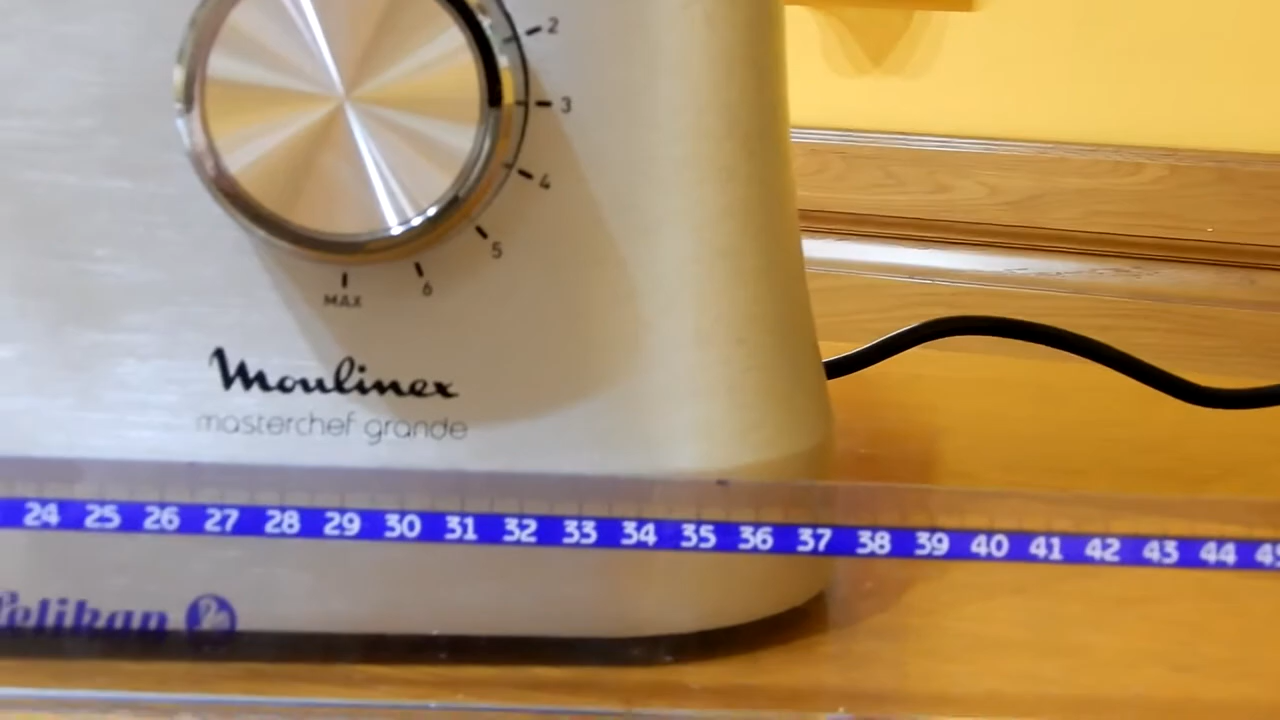 2
3
4
5
6
MAX
Moulinex
masterchef grande
24 25 26 27 28 29 30 31 32 33 34 35 36 37 38 39 40 41 42 43 44
Pelikan